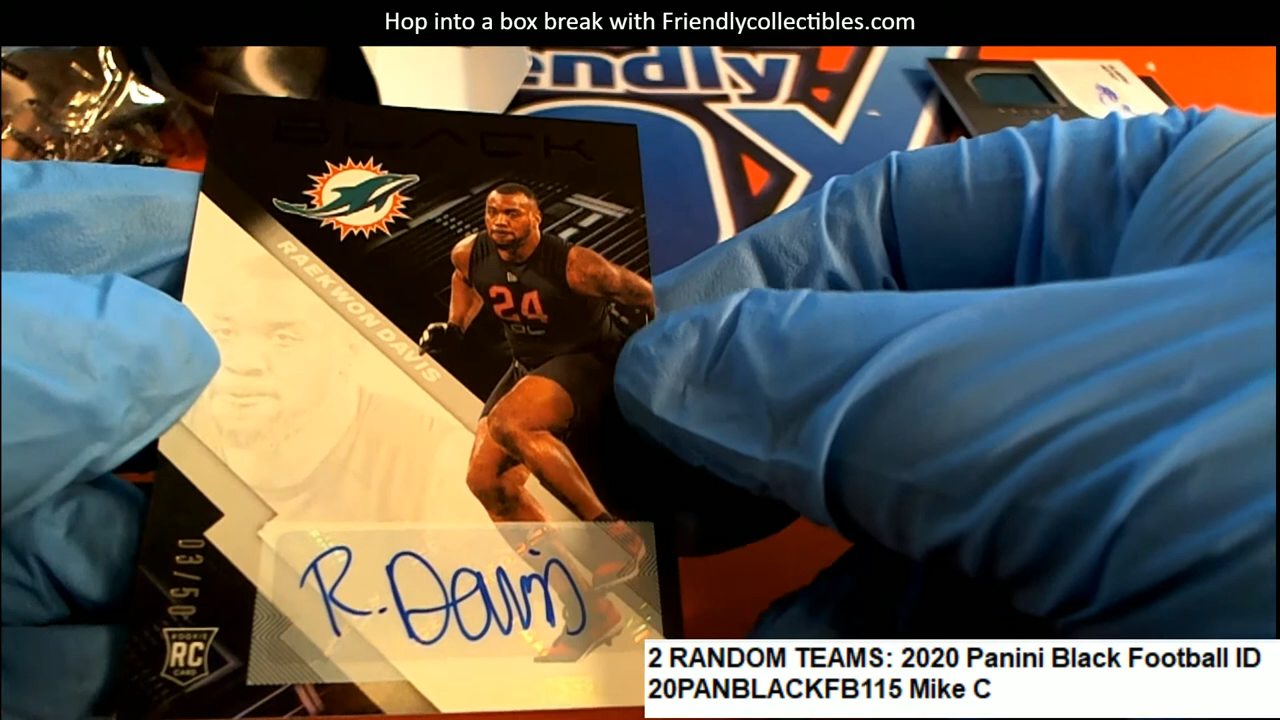 Hop into a box break with Friendlycollectibles.com
endly
BLACK
RAEKWON DAVIS
24
03/50
R. Davis
ROOKIE
RC
CARD
2 RANDOM TEAMS: 2020 Panini Black Football ID
20PANBLACKFB115 Mike C